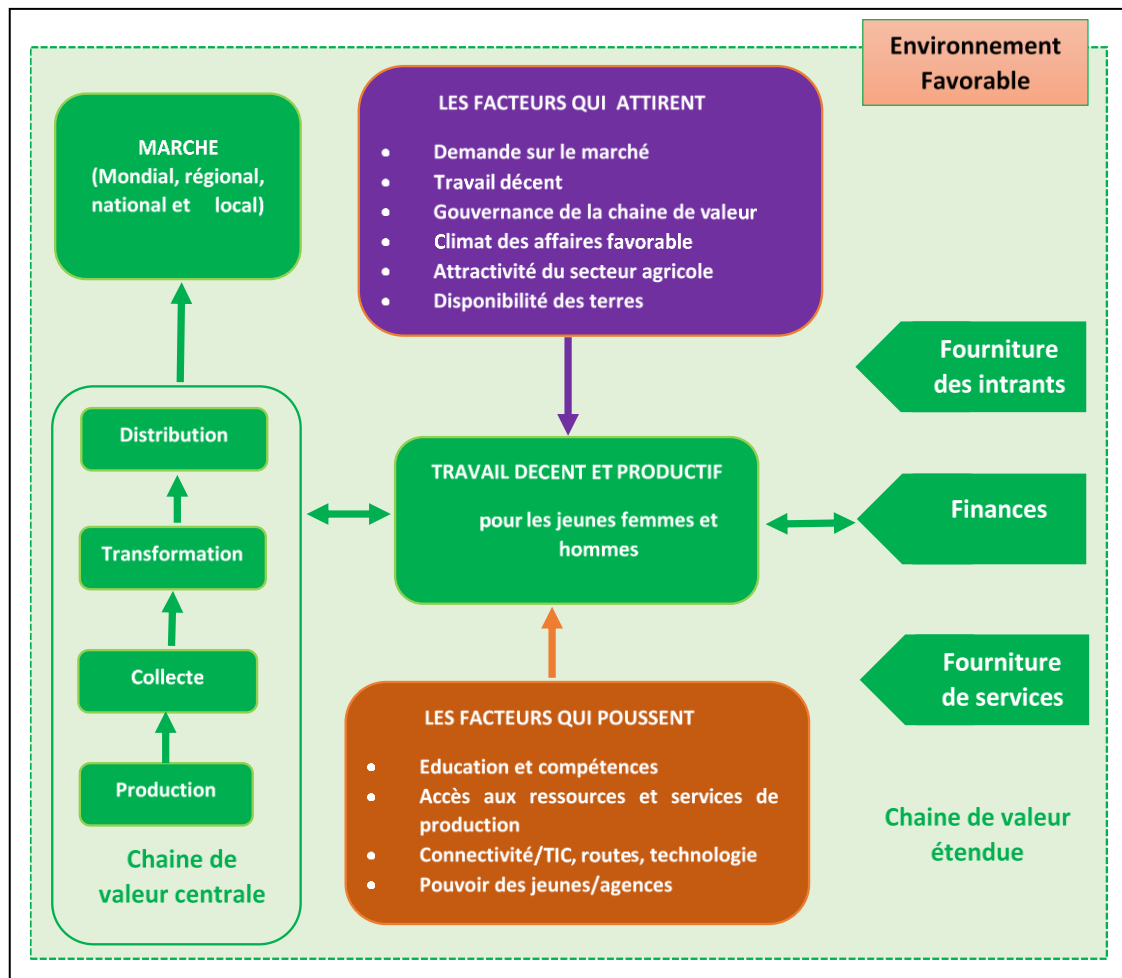 Environnement
Favorable
MARCHE
(Mondial, régional,
national et local)
LES FACTEURS QUI ATTIRENT
• Demande sur le marché
• Travail décent
• Gouvernance de la chaine de valeur
• Climat des affaires favorable
• Attractivité du secteur agricole
• Disponibilité des terres
Fourniture
des intrants
Distribution
Transformation
Collecte
Production
Chaine de
valeur centrale
TRAVAIL DECENT ET PRODUCTIF
pour les jeunes femmes et
hommes
Finances
Fourniture
de services
LES FACTEURS QUI POUSSENT
• Education et compétences
• Accès aux ressources et services de
production
• Connectivité/TIC, routes, technologie
• Pouvoir des jeunes/agences
Chaine de valeur
étendue